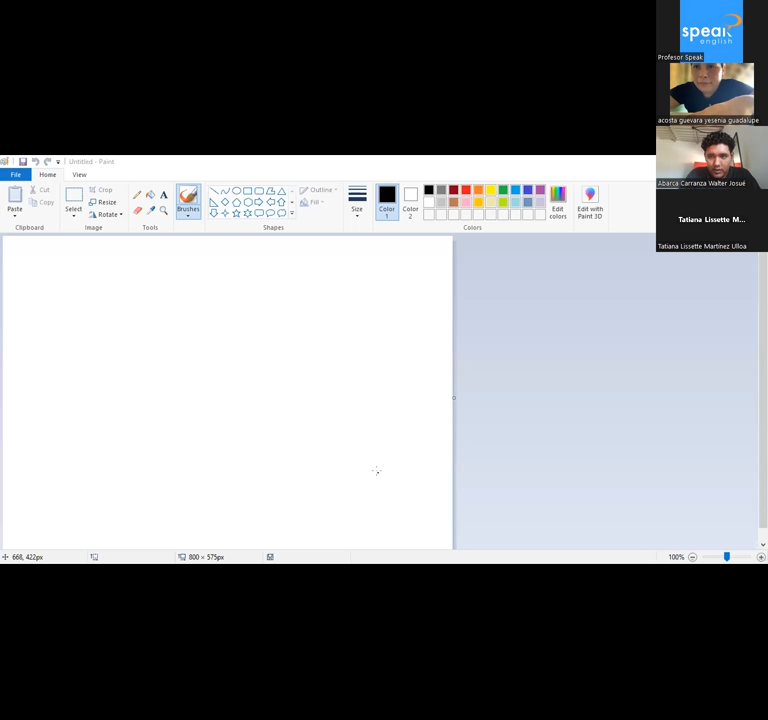 speak
english
Profesor Speak
acosta guevara yesenia guadalupe
Abarca Carranza Walter Josué
Tatiana Lissette M...
Tatiana Lissette Martínez Ulloa
Untitled - Paint
File Home View
Paste
Cut
Copy
Clipboard
Select
Crop
Resize
Rotate
Image
A
Tools
Brushes
Outline
Fill
Shapes
Size
Color 1
Color 2
Edit colors
Colors
Edit with Paint 3D
668, 422px
800 × 575px
100%